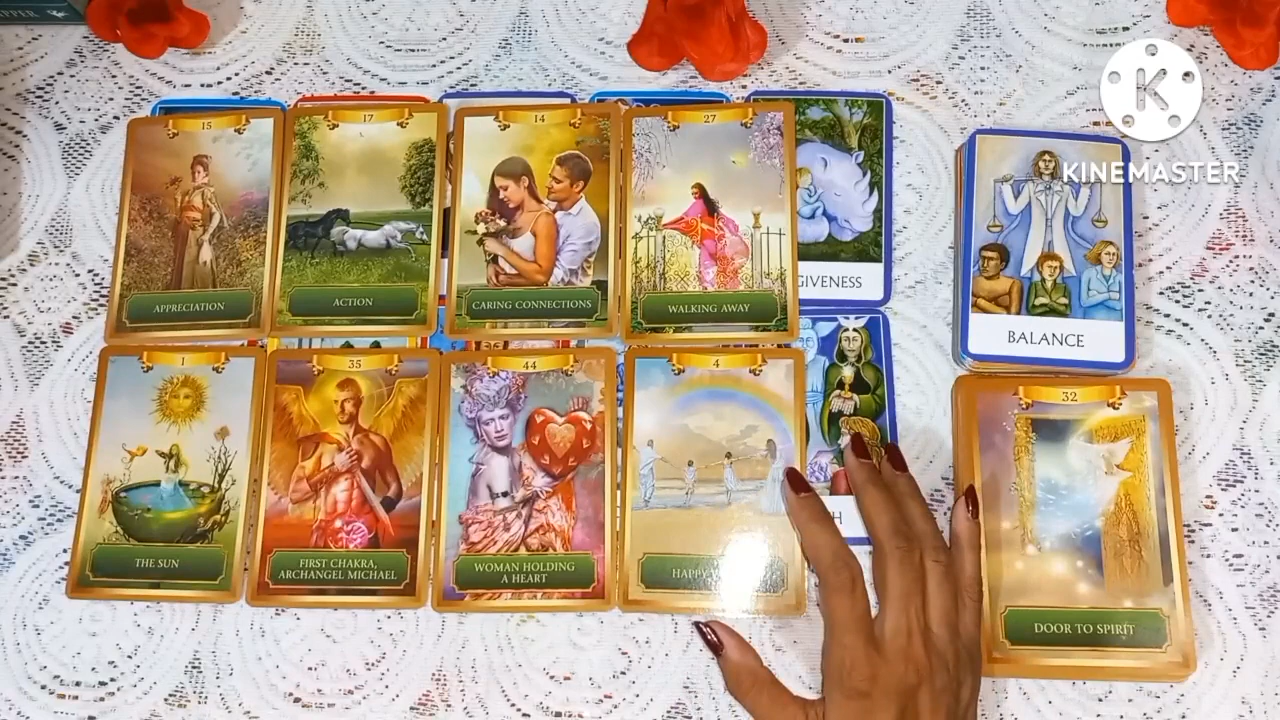 15
17
14
27
APPRECIATION
ACTION
CARING CONNECTIONS
WALKING AWAY
GIVENESS
K
KINEMASTER
BALANCE
1
35
44
4
THE SUN
FIRST CHAKRA,
ARCHANGEL MICHAEL
WOMAN HOLDING
A HEART
HAPPY
H
32
DOOR TO SPIRIT